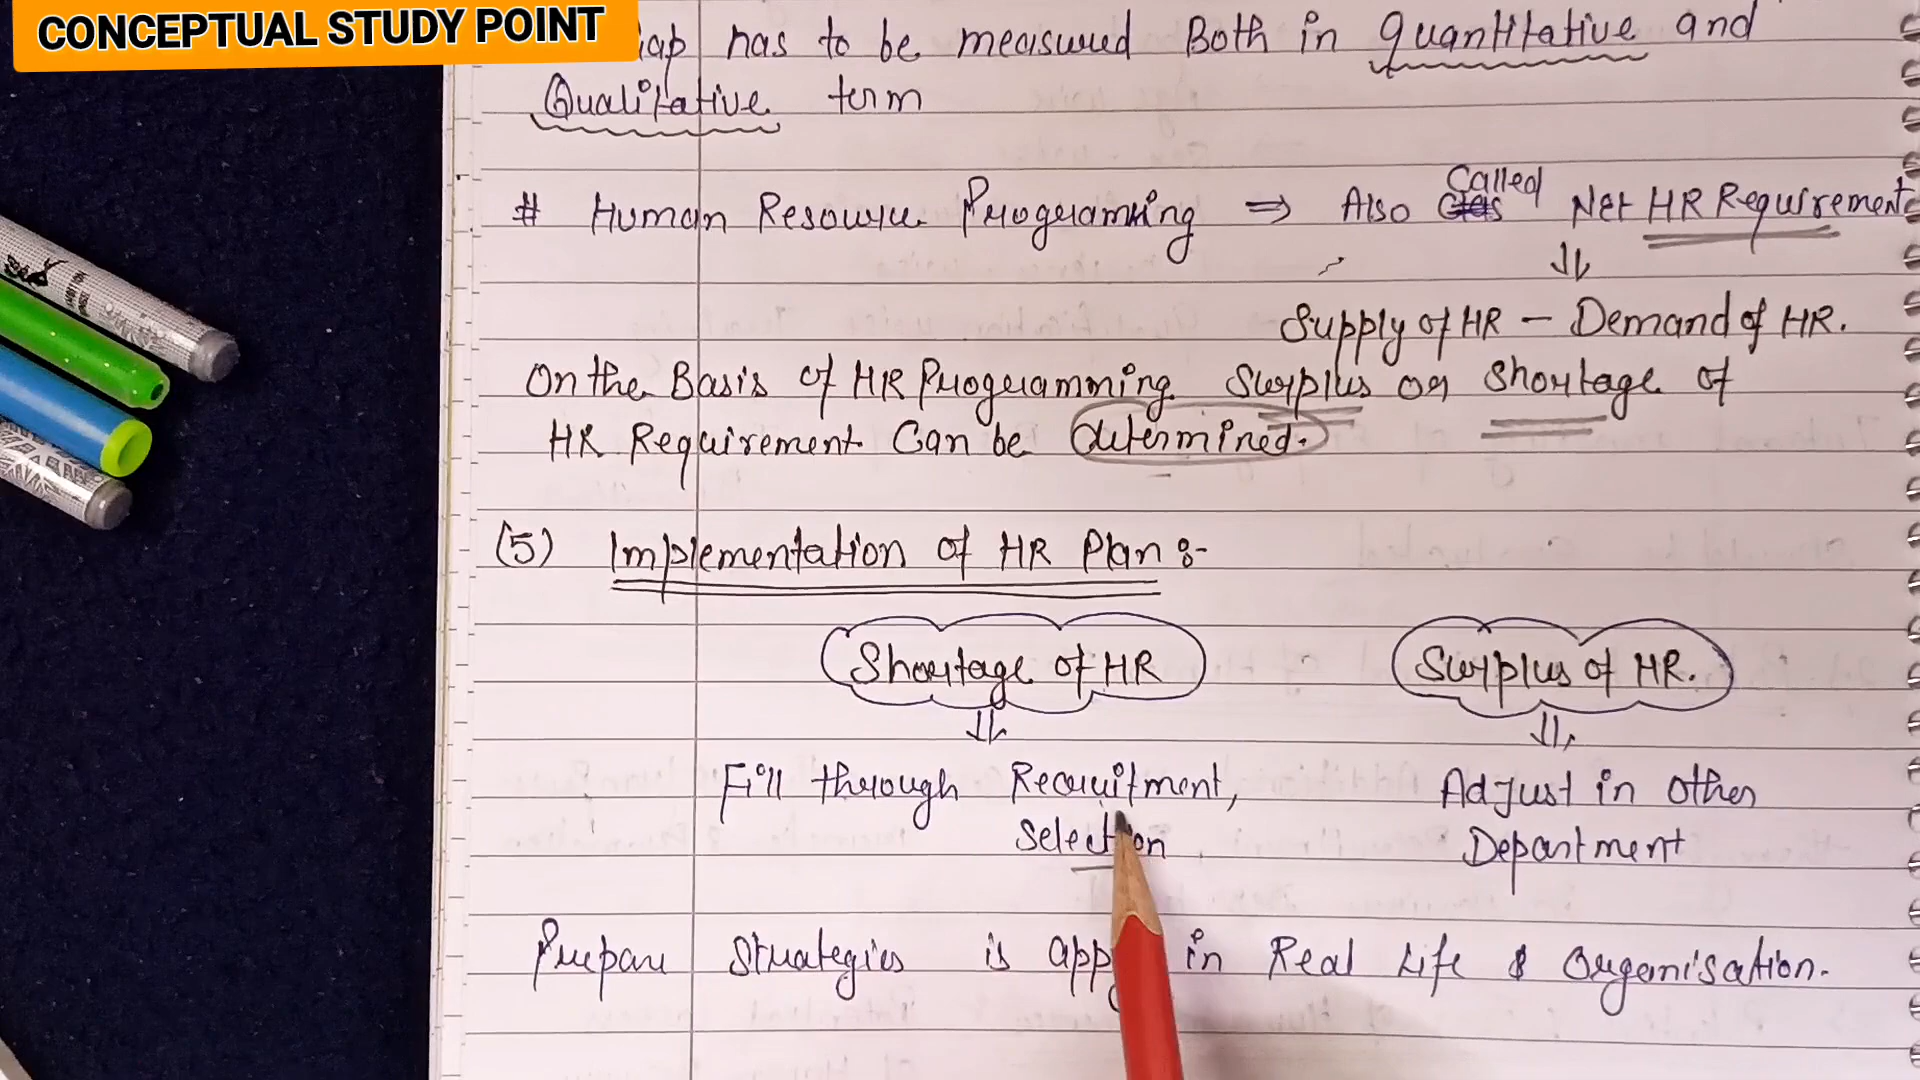 CONCEPTUAL STUDY POINT
has to be measured Both in quantitative and
Qualitative term
# Human Resource Programming ⇒ Also Called Net HR Requirement
Supply of HR - Demand of HR.
On the Basis of HR Programming Surplus or Shortage of
HR Requirement Can be determined.
(5) Implementation of HR Plan :-
Shortage of HR Surplus of HR.
Fill through Recruitment, Adjust in other
Selection Department
Prepare Strategies is in Real Life & Organisation.